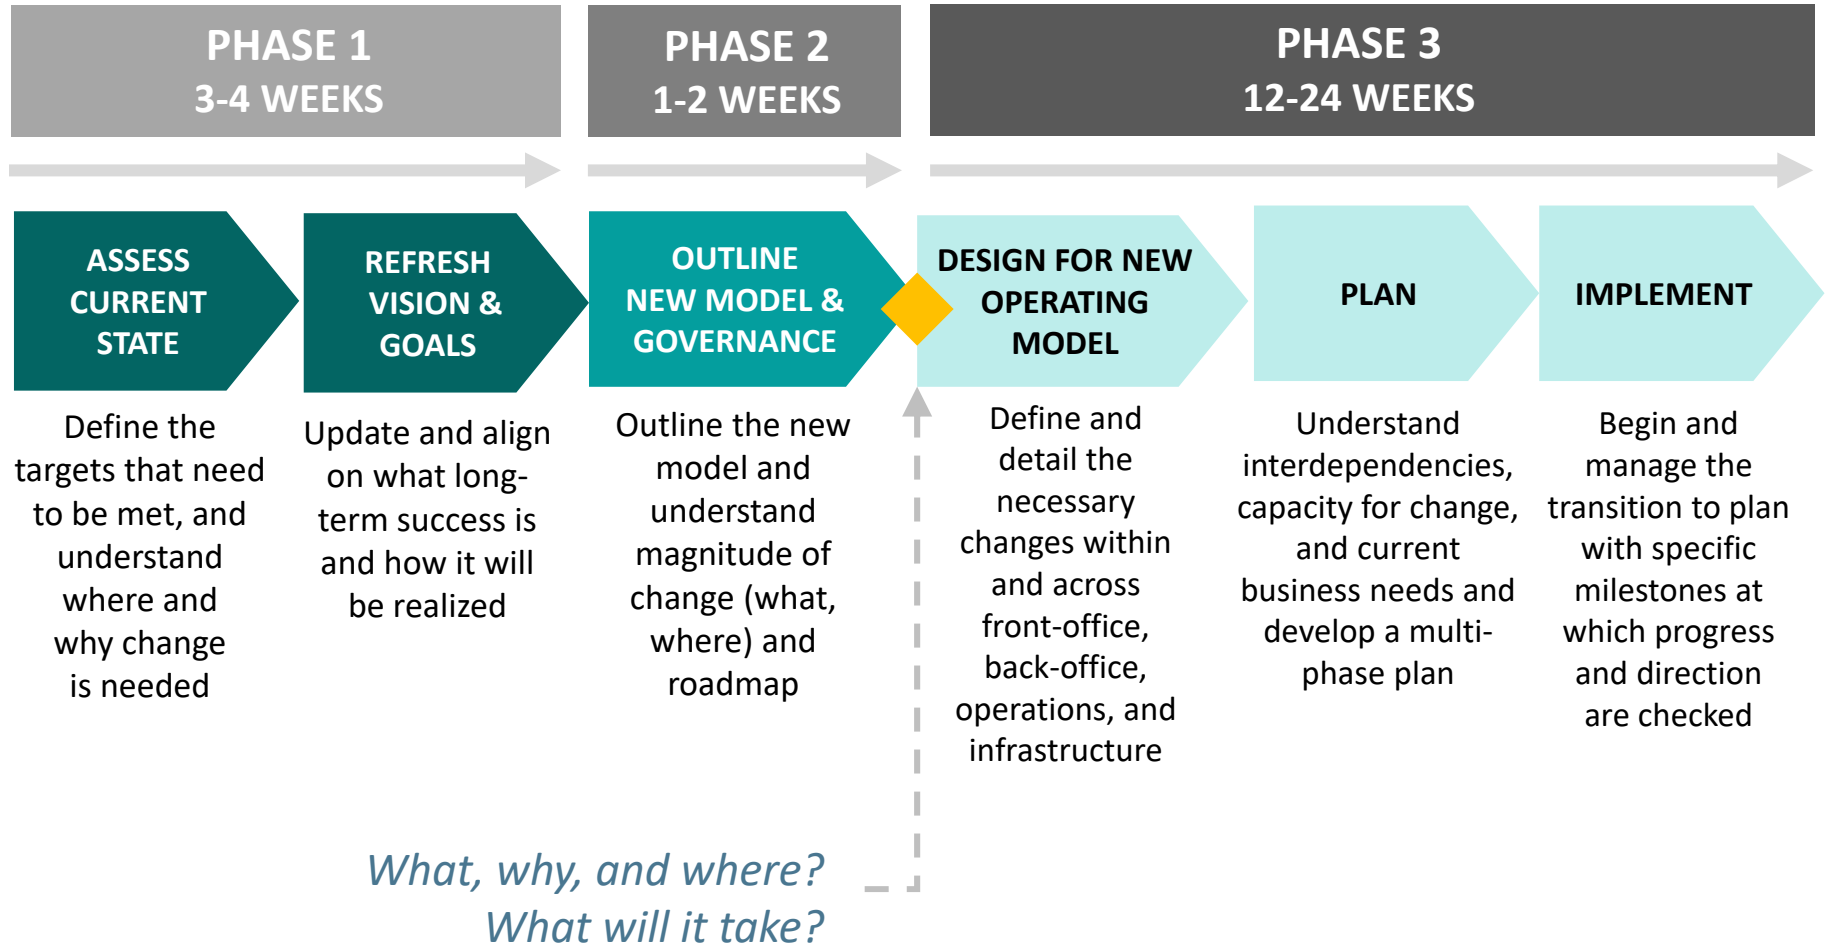 PHASE 1
3-4 WEEKS
PHASE 2
1-2 WEEKS
PHASE 3
12-24 WEEKS
ASSESS
CURRENT
STATE
REFRESH
VISION &
GOALS
OUTLINE
NEW MODEL &
GOVERNANCE
DESIGN FOR NEW
OPERATING
MODEL
PLAN
IMPLEMENT
Define the
targets that need
to be met, and
understand
where and
why change
is needed
Update and align
on what long-
term success is
and how it will
be realized
Outline the new
model and
understand
magnitude of
change (what,
where) and
roadmap
Define and
detail the
necessary
changes within
and across
front-office,
back-office,
operations, and
infrastructure
Understand
interdependencies,
capacity for change,
and current
business needs and
develop a multi-
phase plan
Begin and
manage the
transition to plan
with specific
milestones at
which progress
and direction
are checked
What, why, and where?
What will it take?